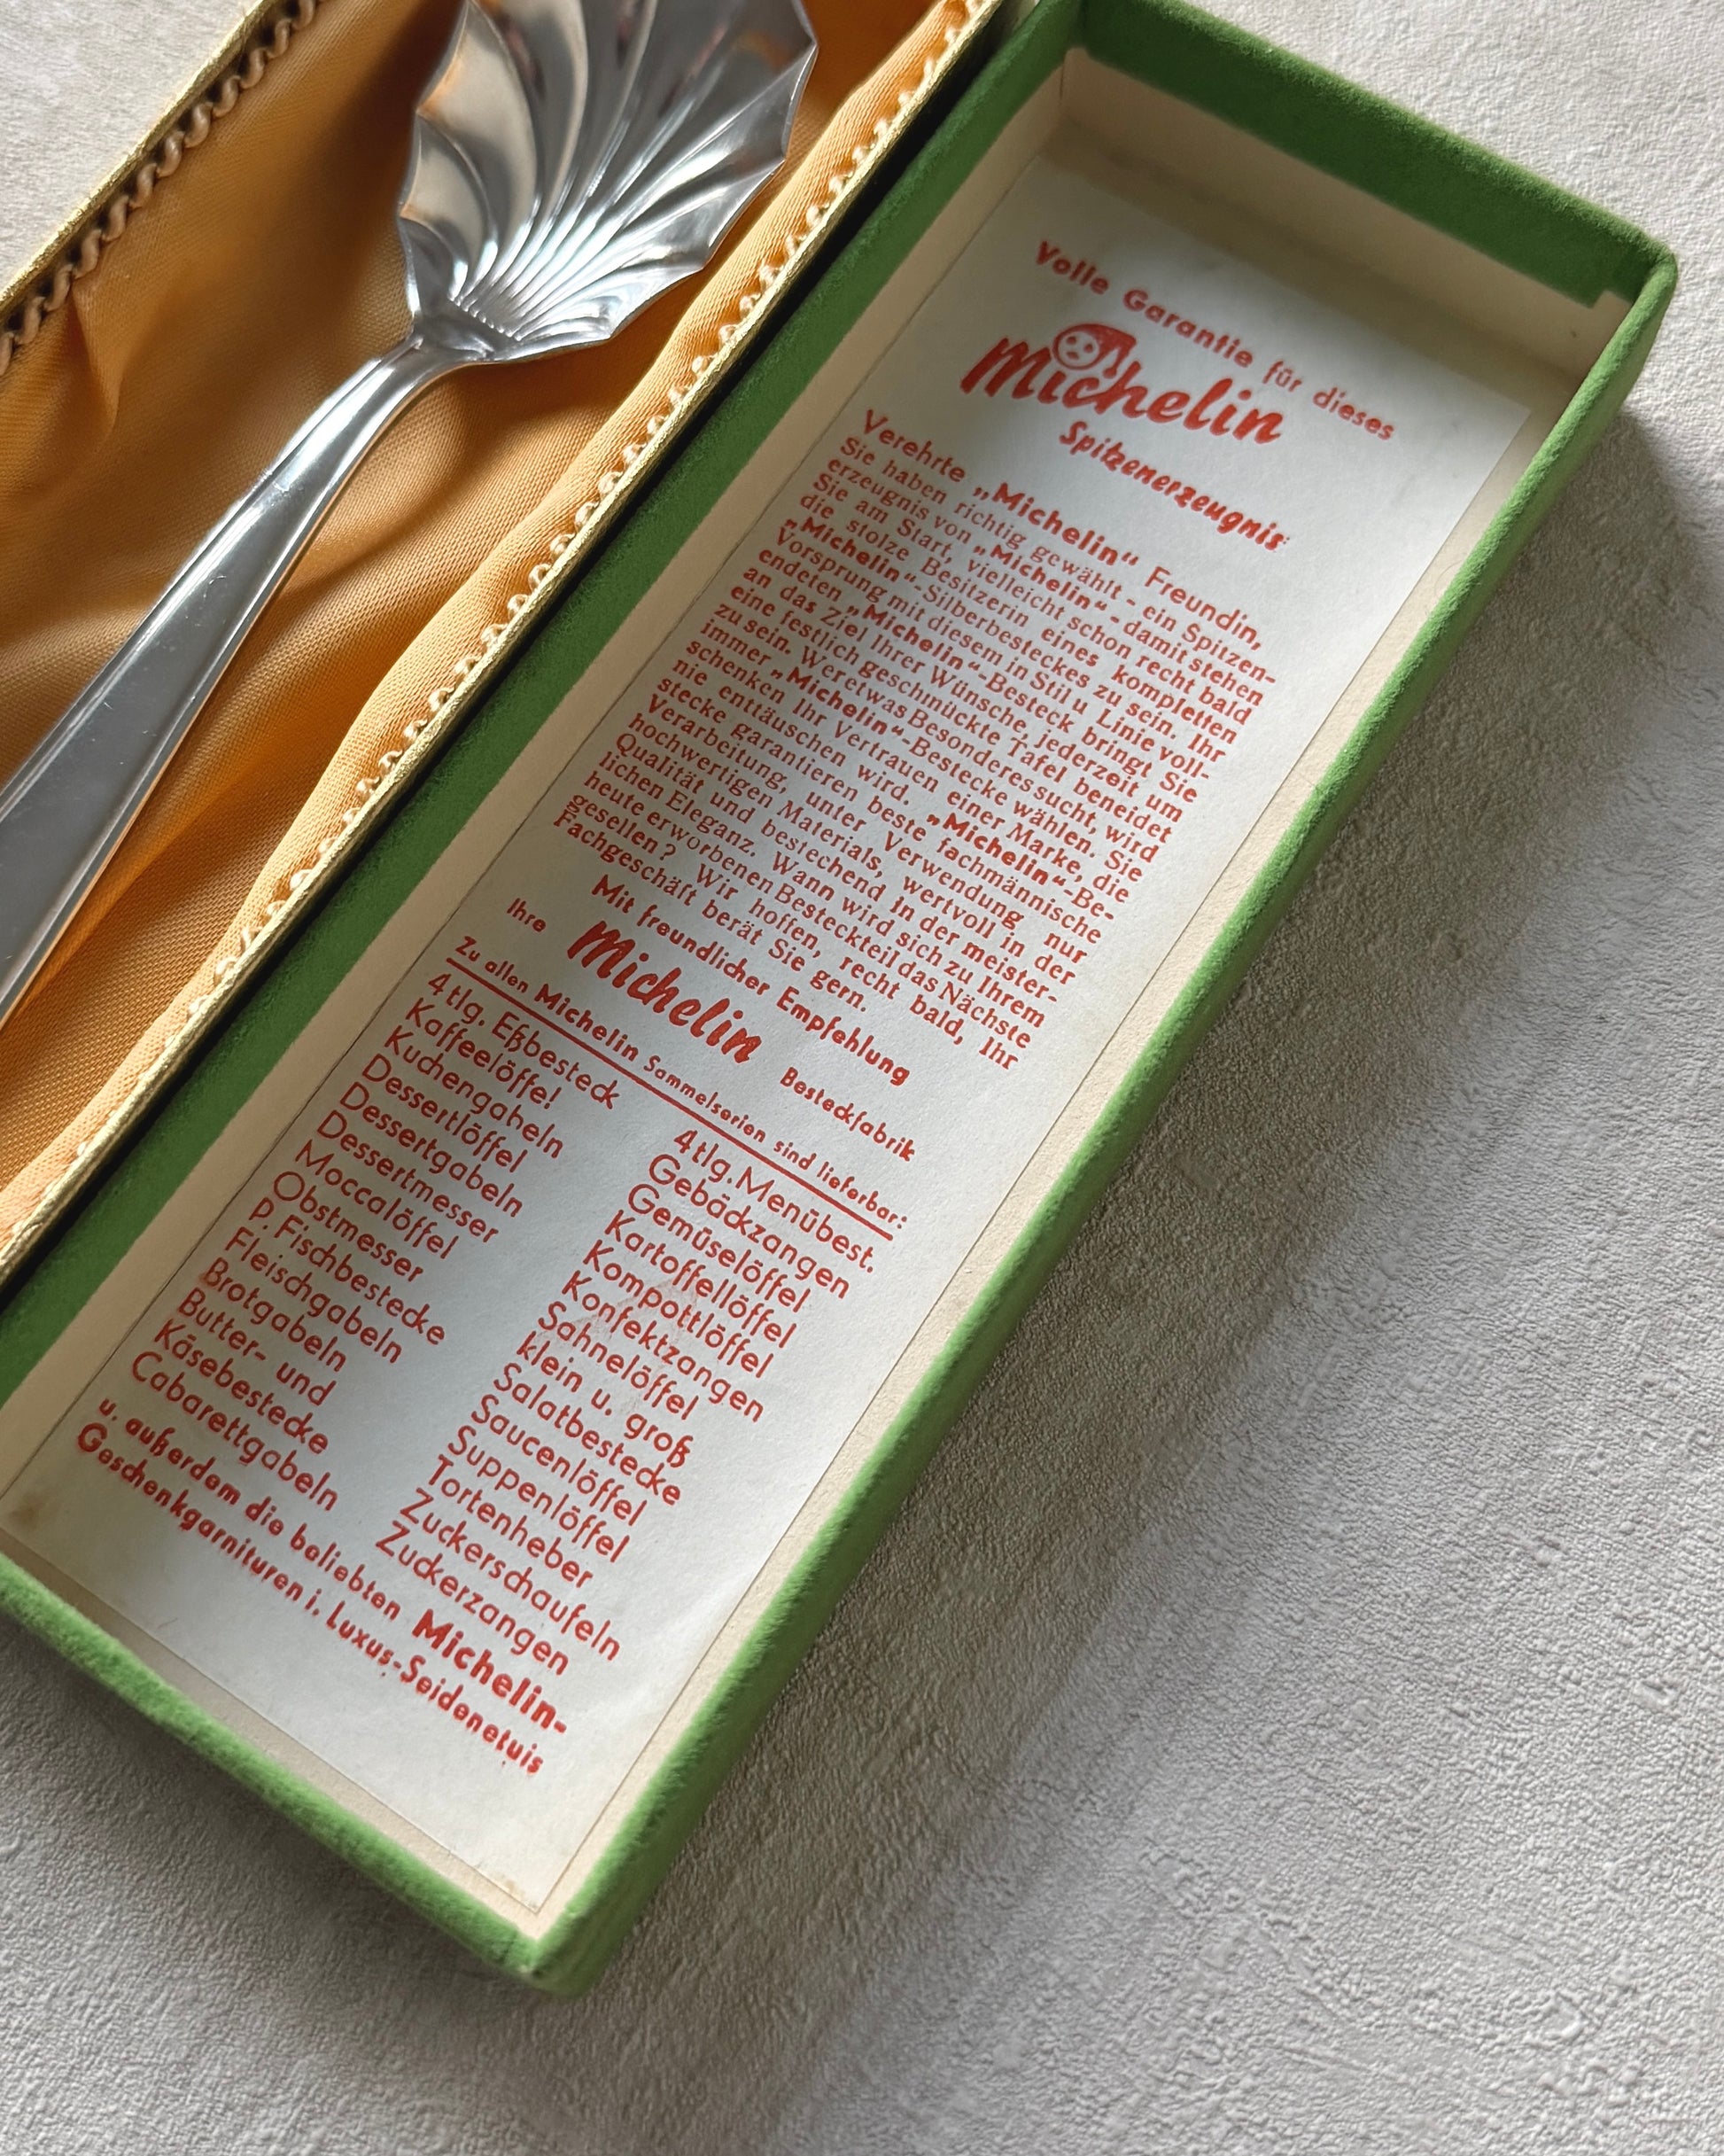 Volle Garantie für dieses
Michelin
Spitzenerzeugnis
Verehrte „Michelin“ Freundin,
Sie haben richtig gewählt - ein Spitzen-
erzeugnis von „Michelin“ - damit stehen
Sie am Start, vielleicht schon recht bald
die stolze Besitzerin eines kompletten
„Michelin“-Silberbesteckes zu sein. Ihr
Vorsprung mit diesem in Stil u. Linie voll-
endeten „Michelin“-Besteck bringt Sie
an das Ziel Ihrer Wünsche, jederzeit um
eine festlich geschmückte Tafel beneidet
zu sein. Wer etwas Besonderes sucht, wird
immer „Michelin“-Bestecke wählen. Sie
schenken Ihr Vertrauen einer Marke, die
nie enttäuschen wird. „Michelin“-Be-
stecke garantieren beste fachmännische
Verarbeitung, unter Verwendung nur
hochwertigen Materials, wertvoll in der
Qualität und bestechend in der meister-
lichen Eleganz. Wann wird sich zu Ihrem
heute erworbenen Besteckteil das Nächste
gesellen? Wir hoffen, recht bald, Ihr
Fachgeschäft berät Sie gern.
Mit freundlicher Empfehlung
Ihre Michelin Besteckfabrik
Zu allen Michelin Sammelserien sind lieferbar:
4tlg. Eßbesteck
Kaffeelöffel
Kuchengabeln
Dessertlöffel
Dessertgabeln
Dessertmesser
Moccalöffel
Obstmesser
P. Fischbestecke
Fleischgabeln
Brotgabeln
Butter- und
Käsebestecke
Cabarettgabeln
4tlg. Menübest.
Gebäckzangen
Gemüselöffel
Kartoffellöffel
Kompottlöffel
Konfektzangen
Sahnelöffel
klein u. groß
Salatbestecke
Saucenlöffel
Suppenlöffel
Tortenheber
Zuckerschaufeln
Zuckerzangen
u. außerdem die beliebten Michelin-
Geschenkgarnituren i. Luxus-Seidenetuis